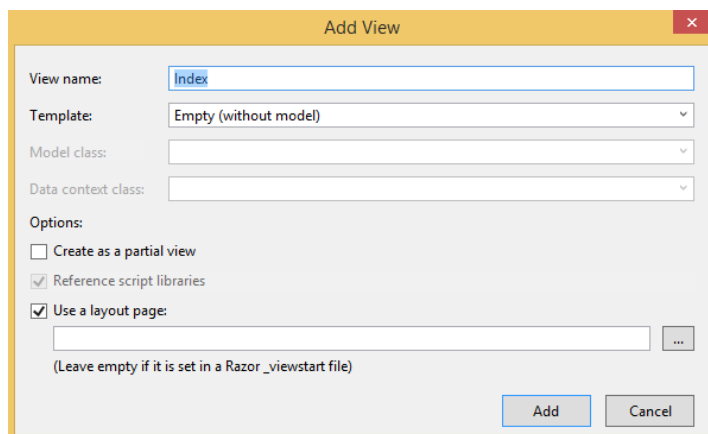 Add View
View name: Index
Template: Empty (without model)
Model class:
Data context class:
Options:
Create as a partial view
Reference script libraries
Use a layout page:
...
(Leave empty if it is set in a Razor _viewstart file)
Add Cancel